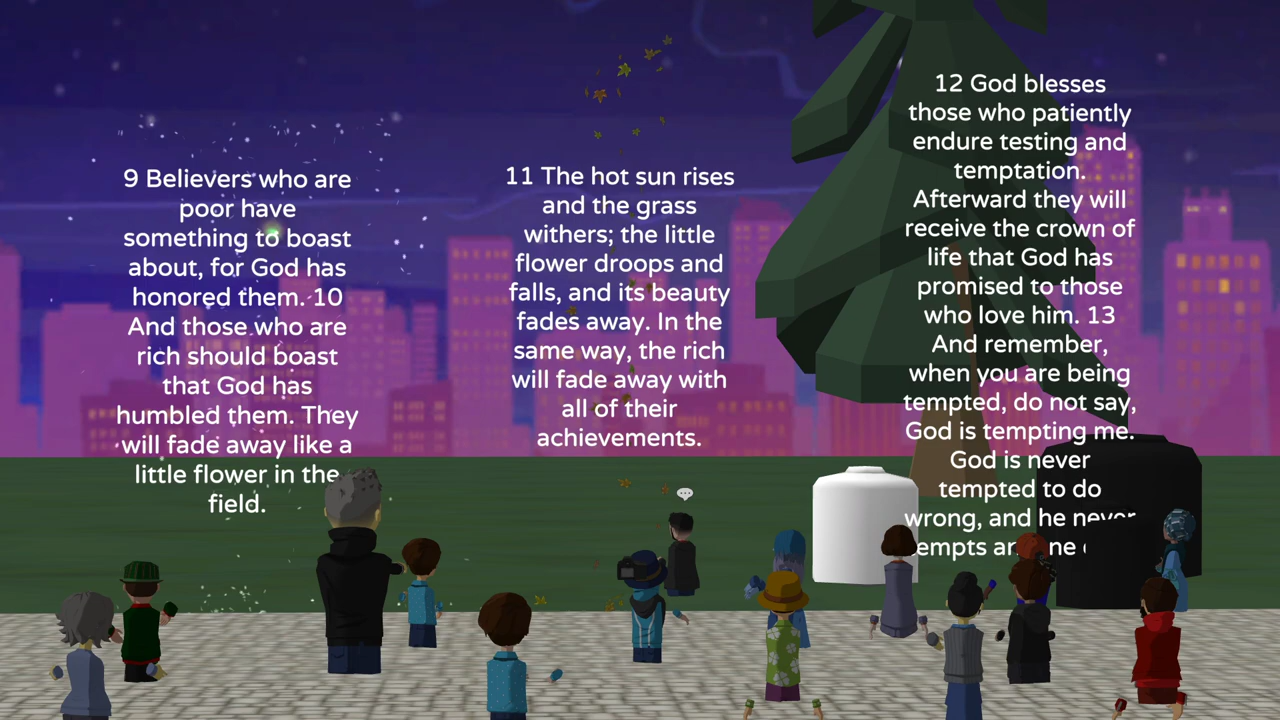 9 Believers who are
poor have
something to boast
about, for God has
honored them. 10
And those who are
rich should boast
that God has
humbled them. They
will fade away like a
little flower in the
field.
11 The hot sun rises
and the grass
withers; the little
flower droops and
falls, and its beauty
fades away. In the
same way, the rich
will fade away with
all of their
achievements.
12 God blesses
those who patiently
endure testing and
temptation.
Afterward they will
receive the crown of
life that God has
promised to those
who love him. 13
And remember,
when you are being
tempted, do not say,
God is tempting me.
God is never
tempted to do
wrong, and he never